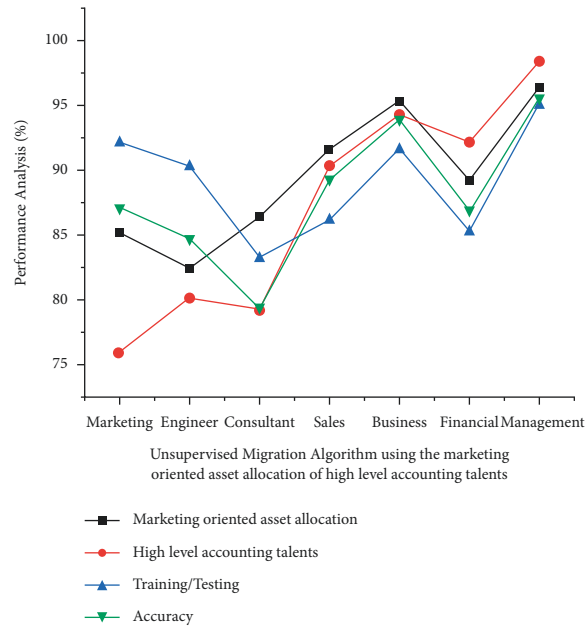 Performance Analysis (%)
100
95
90
85
80
75
Marketing Engineer Consultant Sales Business Financial Management
Unsupervised Migration Algorithm using the marketing
oriented asset allocation of high level accounting talents
Marketing oriented asset allocation
High level accounting talents
Training/Testing
Accuracy